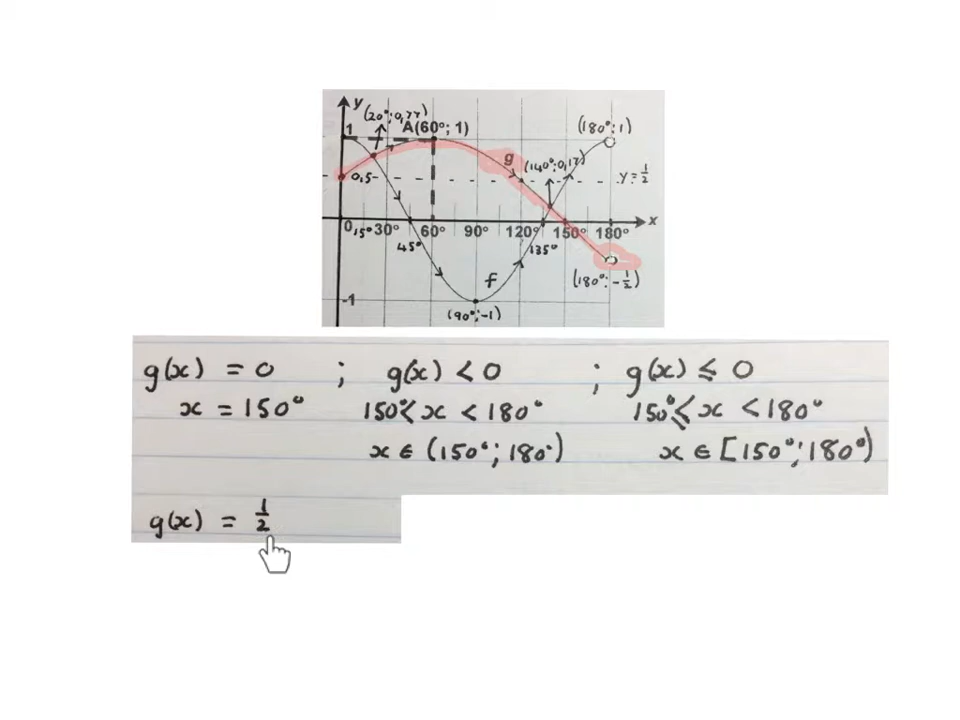 y
(20°; 0,77)
1
A(60°; 1)
(180°; 1)
g
(140°; 0,17)
0,5
y = 1/2
x
0 15° 30° 60° 90° 120° 150° 180°
45°
135°
f
(180°; -1/2)
-1
(90°; -1)
g(x) = 0 ; g(x) < 0 ; g(x) ≤ 0
x = 150° 150° < x < 180° 150° ≤ x < 180°
x ∈ (150°; 180°) x ∈ [150°; 180°)
g(x) = 1/2